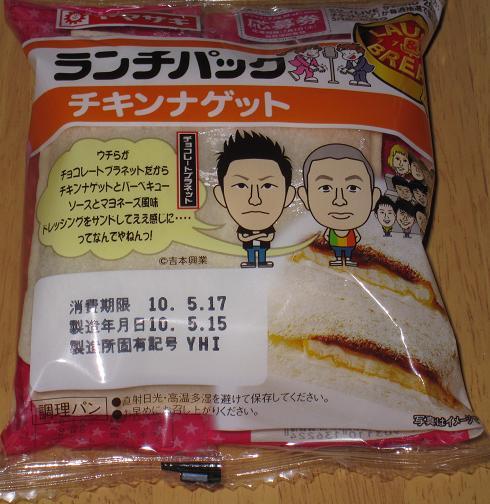 ヤマザキ
応募券
ランチパック
チキンナゲット
チョコレートプラネット
ウチらが
チョコレートプラネットだから
チキンナゲットとバーベキュー
ソースとマヨネーズ風味
ドレッシングをサンドしてええ感じに‥‥
ってなんでやねんっ!
©吉本興業
消費期限 10. 5.17
製造年月日10. 5.15
製造所固有記号 YHI
調理パン
●直射日光・高温多湿を避けて保存してください。
●お早めにお召し上がりください。
写真はイメージ